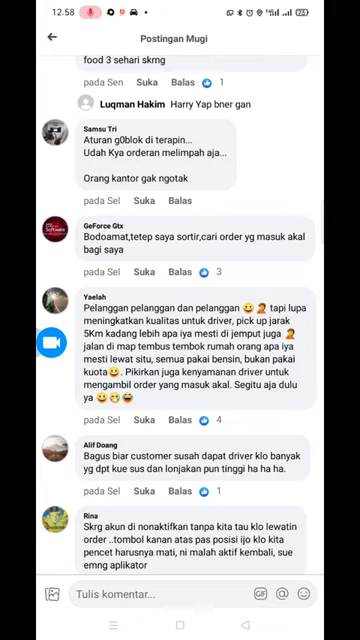 12.58
Postingan Mugi
food 3 sehari skrng
pada Sen Suka Balas 1
Luqman Hakim Harry Yap bner gan
Samsu Tri
Aturan g0blok di terapin...
Udah Kya orderan melimpah aja...
Orang kantor gak ngotak
pada Sel Suka Balas
GeForce Gtx
Bodoamat,tetep saya sortir,cari order yg masuk akal
bagi saya
pada Sel Suka Balas 3
Yaelah
Pelanggan pelanggan dan pelanggan 😀 🤦 tapi lupa
meningkatkan kualitas untuk driver, pick up jarak
5Km kadang lebih apa iya mesti di jemput juga 🤦
jalan di map tembus tembok rumah orang apa iya
mesti lewat situ, semua pakai bensin, bukan pakai
kuota😀. Pikirkan juga kenyamanan driver untuk
mengambil order yang masuk akal. Segitu aja dulu
ya 😀😁🤣
pada Sel Suka Balas 4
Alif Doang
Bagus biar customer susah dapat driver klo banyak
yg dpt kue sus dan lonjakan pun tinggi ha ha ha.
pada Sel Suka Balas 1
Rina
Skrg akun di nonaktifkan tanpa kita tau klo lewatin
order ..tombol kanan atas pas posisi ijo klo kita
pencet harusnya mati, ni malah aktif kembali, sue
emng aplikator
Tulis komentar...
GIF